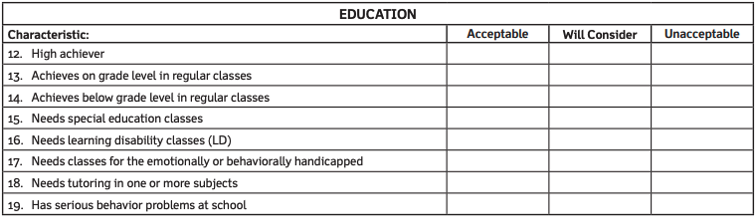 EDUCATION
Characteristic: Acceptable Will Consider Unacceptable
12. High achiever
13. Achieves on grade level in regular classes
14. Achieves below grade level in regular classes
15. Needs special education classes
16. Needs learning disability classes (LD)
17. Needs classes for the emotionally or behaviorally handicapped
18. Needs tutoring in one or more subjects
19. Has serious behavior problems at school